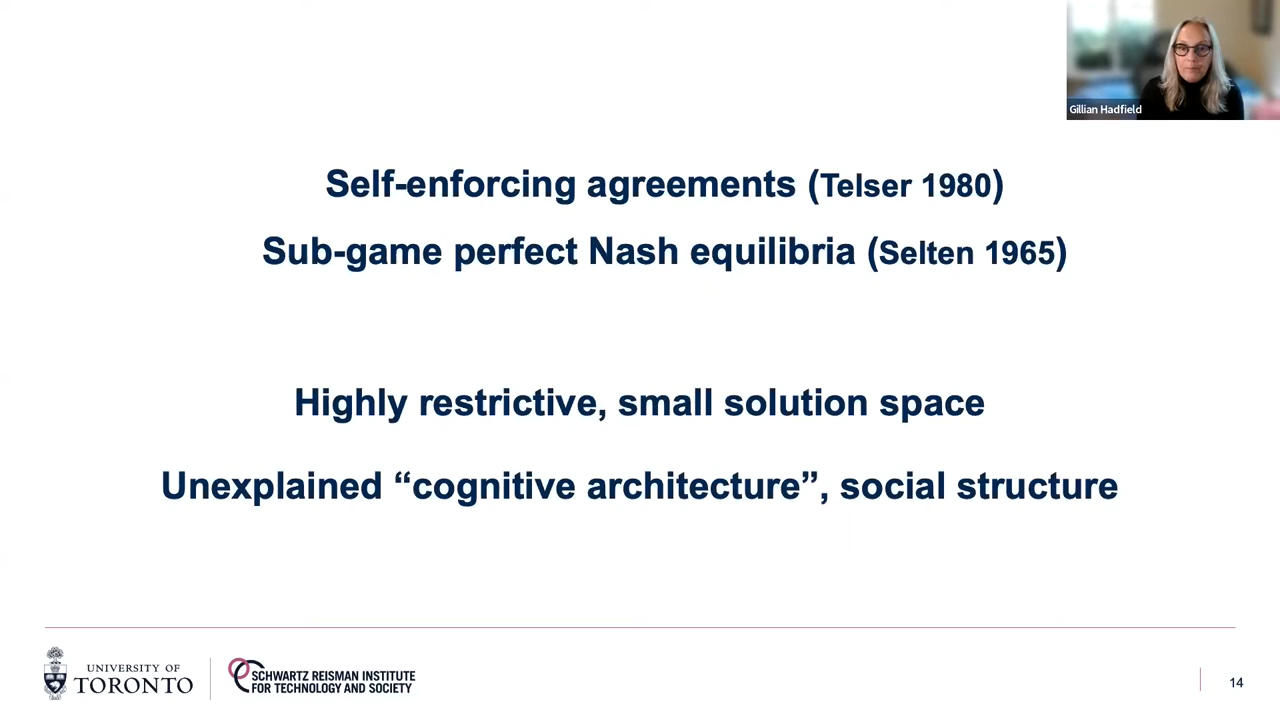 Gillian Hadfield
Self-enforcing agreements (Telser 1980)
Sub-game perfect Nash equilibria (Selten 1965)
Highly restrictive, small solution space
Unexplained “cognitive architecture”, social structure
UNIVERSITY OF
TORONTO
SCHWARTZ REISMAN INSTITUTE
FOR TECHNOLOGY AND SOCIETY
14